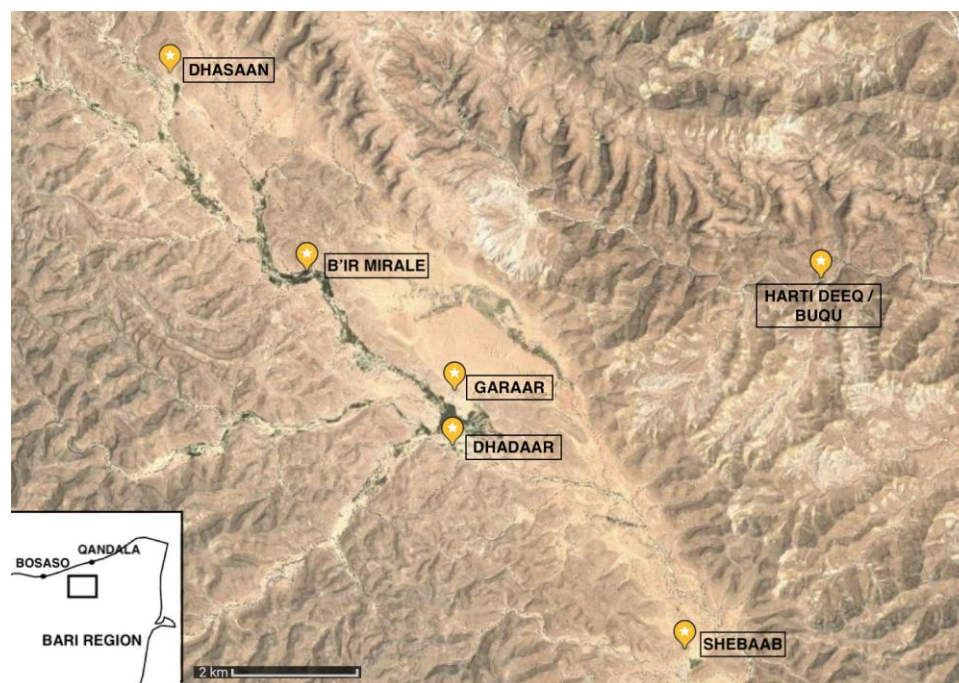 DHASAAN
B'IR MIRALE
HARTI DEEQ /
BUQU
GARAAR
DHADAAR
QANDALA
BOSASO
BARI REGION
SHEBAAB
2 km